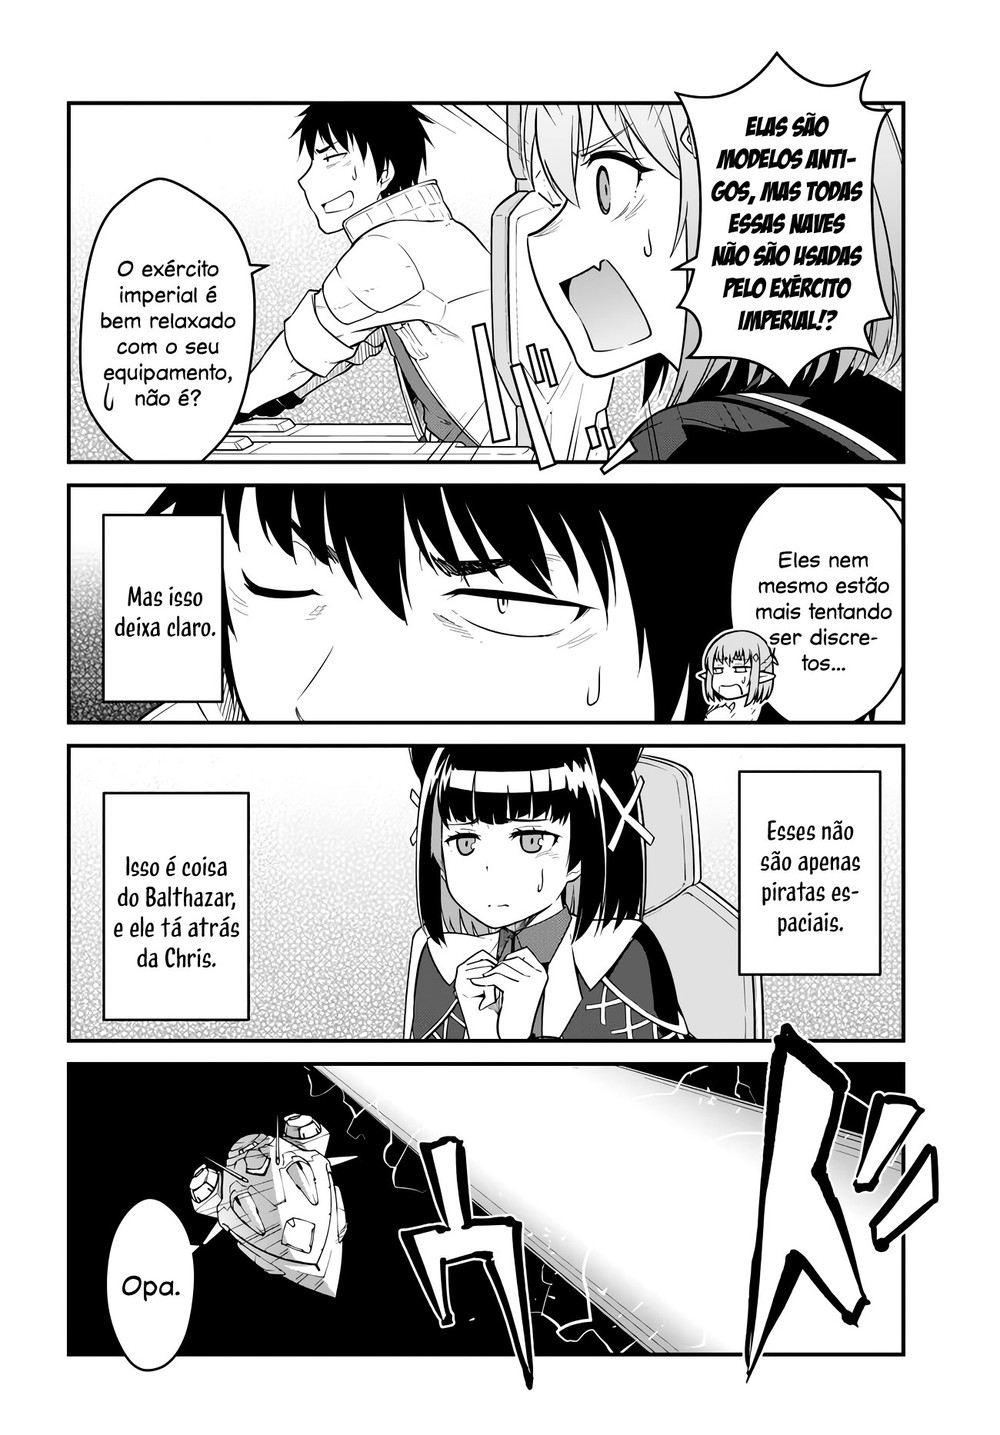 ELAS SÃO
MODELOS ANTI-
GOS, MAS TODAS
ESSAS NAVES
NÃO SÃO USADAS
PELO EXÉRCITO
IMPERIAL!?
O exército
imperial é
bem relaxado
com o seu
equipamento,
não é?
Eles nem
mesmo estão
mais tentando
ser discre-
tos...
Mas isso
deixa claro.
Esses não
são apenas
piratas es-
paciais.
Isso é coisa
do Balthazar,
e ele tá atrás
da Chris.
ドウ
Opa.